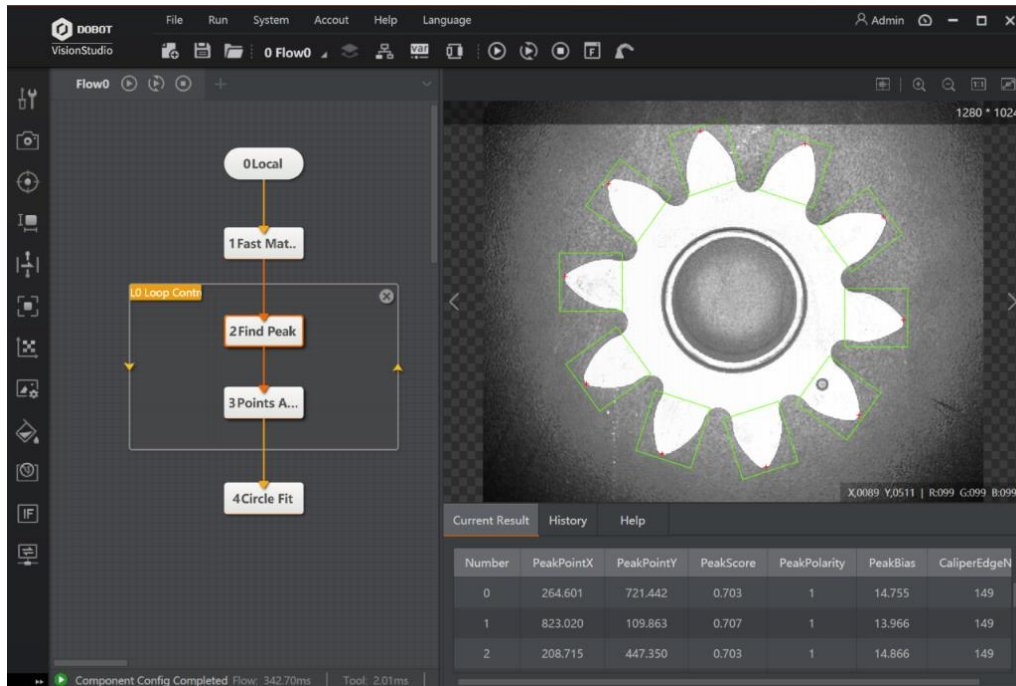 DOBOT
VisionStudio
File Run System Accout Help Language
Admin
0 Flow0
var
F
1:1
Flow0
1280 * 1024
0Local
1Fast Mat..
L0 Loop Contr
2Find Peak
3Points A...
4Circle Fit
IF
X,0089 Y,0511 | R:099 G:099 B:099
Current Result History Help
Number PeakPointX PeakPointY PeakScore PeakPolarity PeakBias CaliperEdgeN
0 264.601 721.442 0.703 1 14.755 149
1 823.020 109.863 0.707 1 13.966 149
2 208.715 447.350 0.703 1 14.866 149
Component Config Completed Flow: 342.70ms | Tool: 2.01ms |